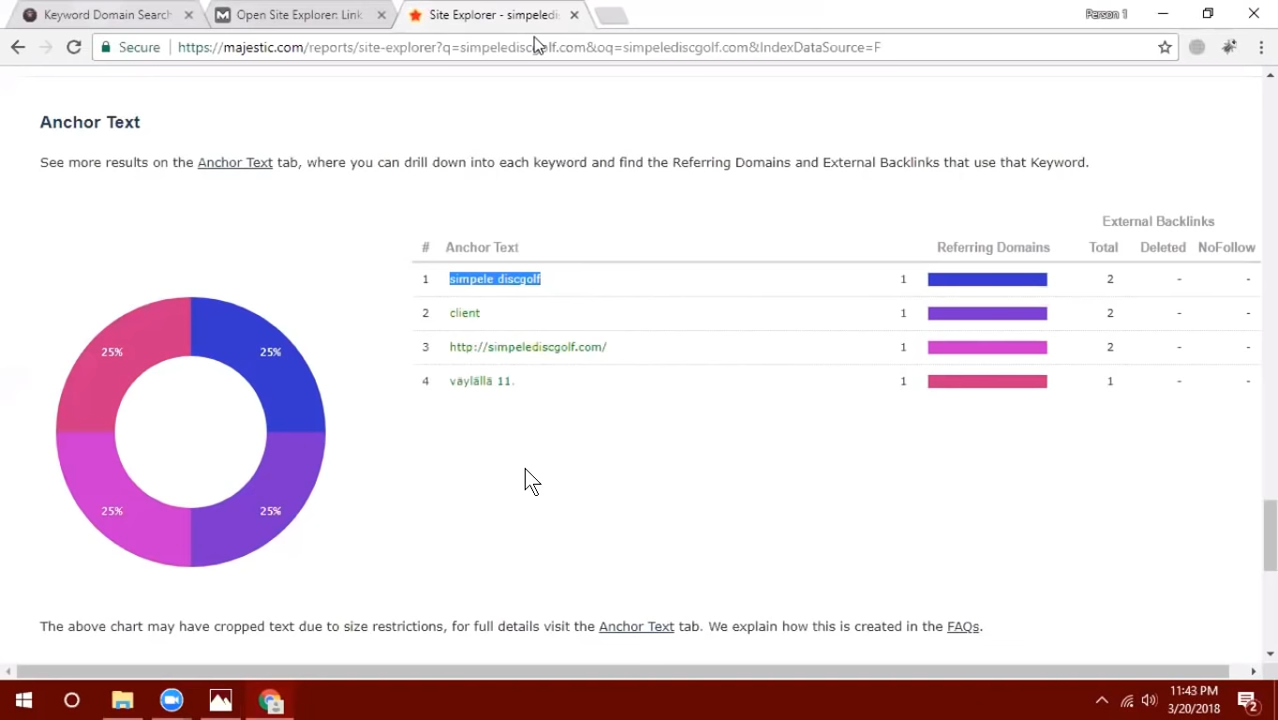 Keyword Domain Search
Open Site Explorer: Link
Site Explorer - simpeledi
Person 1
Secure
https://majestic.com/reports/site-explorer?q=simpelediscgolf.com&oq=simpelediscgolf.com&IndexDataSource=F
Anchor Text
See more results on the Anchor Text tab, where you can drill down into each keyword and find the Referring Domains and External Backlinks that use that Keyword.
External Backlinks
# Anchor Text Referring Domains Total Deleted NoFollow
1 simpele discgolf 1 2 - -
2 client 1 2 - -
3 http://simpelediscgolf.com/ 1 2 - -
4 väylällä 11. 1 1 - -
25% 25%
25% 25%
The above chart may have cropped text due to size restrictions, for full details visit the Anchor Text tab. We explain how this is created in the FAQs.
11:43 PM
3/20/2018
2